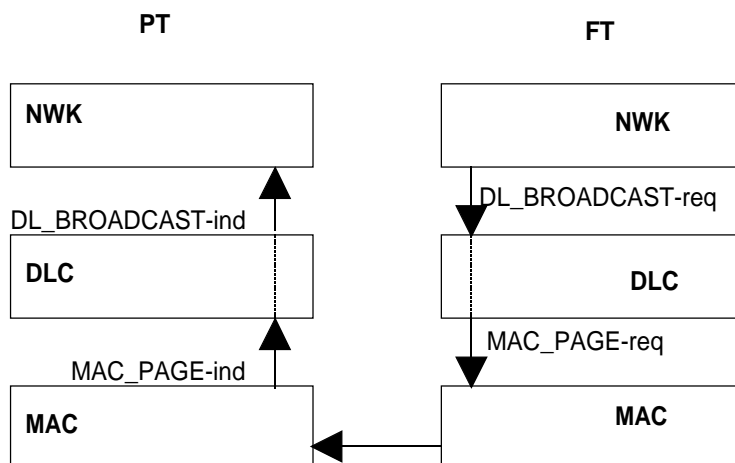 PT
FT
NWK
NWK
DL_BROADCAST-ind
DL_BROADCAST-req
DLC
DLC
MAC_PAGE-ind
MAC_PAGE-req
MAC
MAC